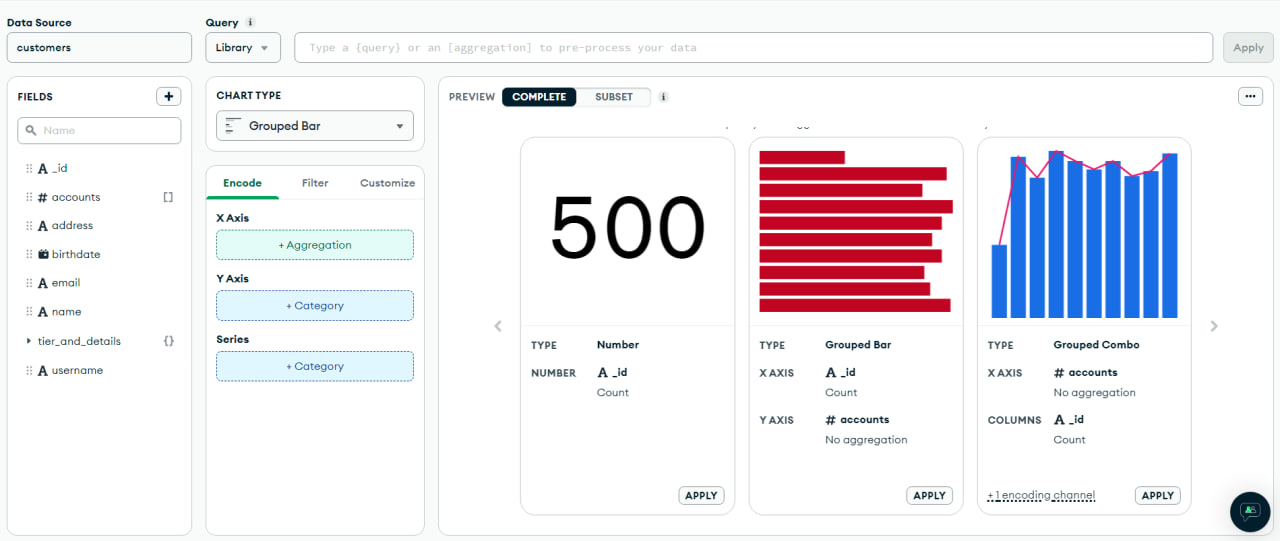 Data Source
customers
Query i
Library
Type a {query} or an [aggregation] to pre-process your data
Apply
FIELDS
+
Name
A _id
# accounts []
A address
birthdate
A email
A name
tier_and_details {}
A username
CHART TYPE
Grouped Bar
Encode Filter Customize
X Axis
+ Aggregation
Y Axis
+ Category
Series
+ Category
PREVIEW COMPLETE SUBSET i
500
TYPE Number
NUMBER A _id
Count
APPLY
TYPE Grouped Bar
X AXIS A _id
Count
Y AXIS # accounts
No aggregation
APPLY
TYPE Grouped Combo
X AXIS # accounts
No aggregation
COLUMNS A _id
Count
+ 1 encoding channel APPLY